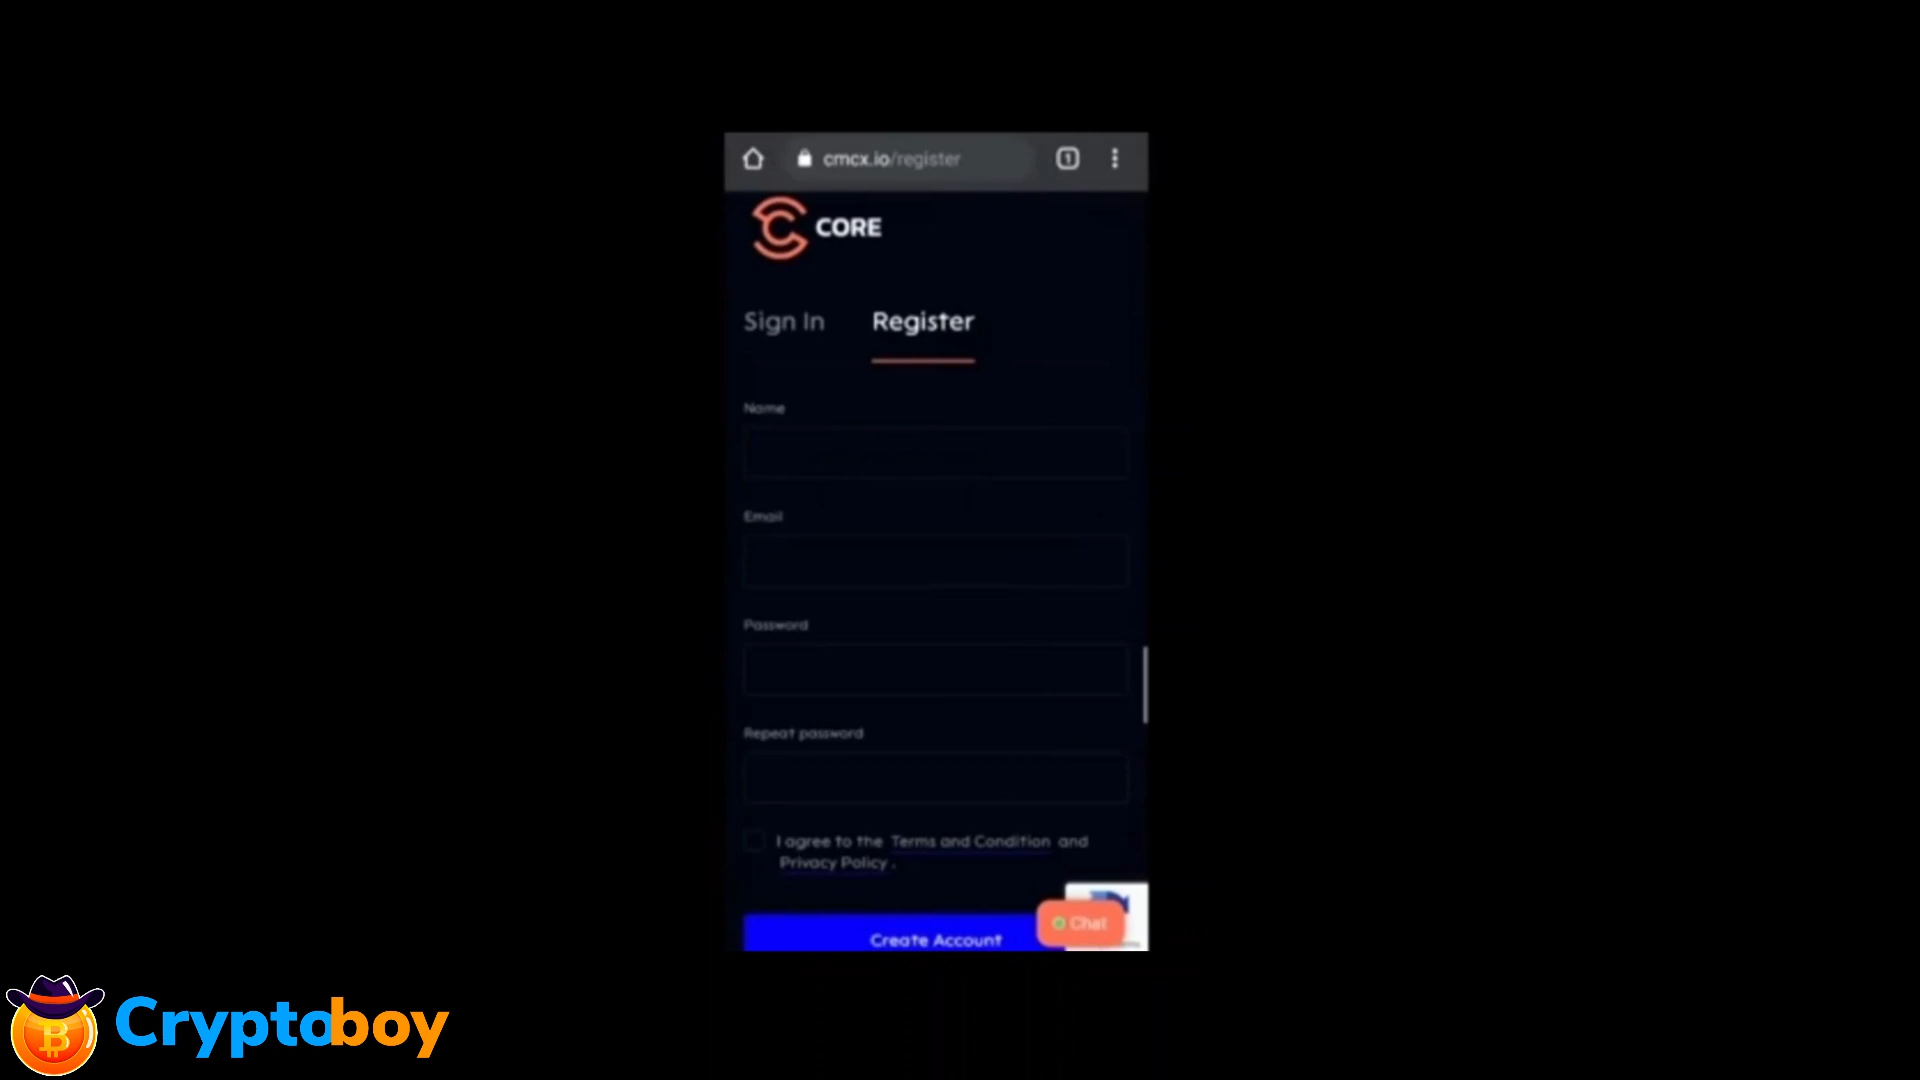 1
cmcx.io/register
CORE
Sign In Register
Name
Email
Password
Repeat password
I agree to the Terms and Condition and
Privacy Policy .
Chat
Create Account
Cryptoboy